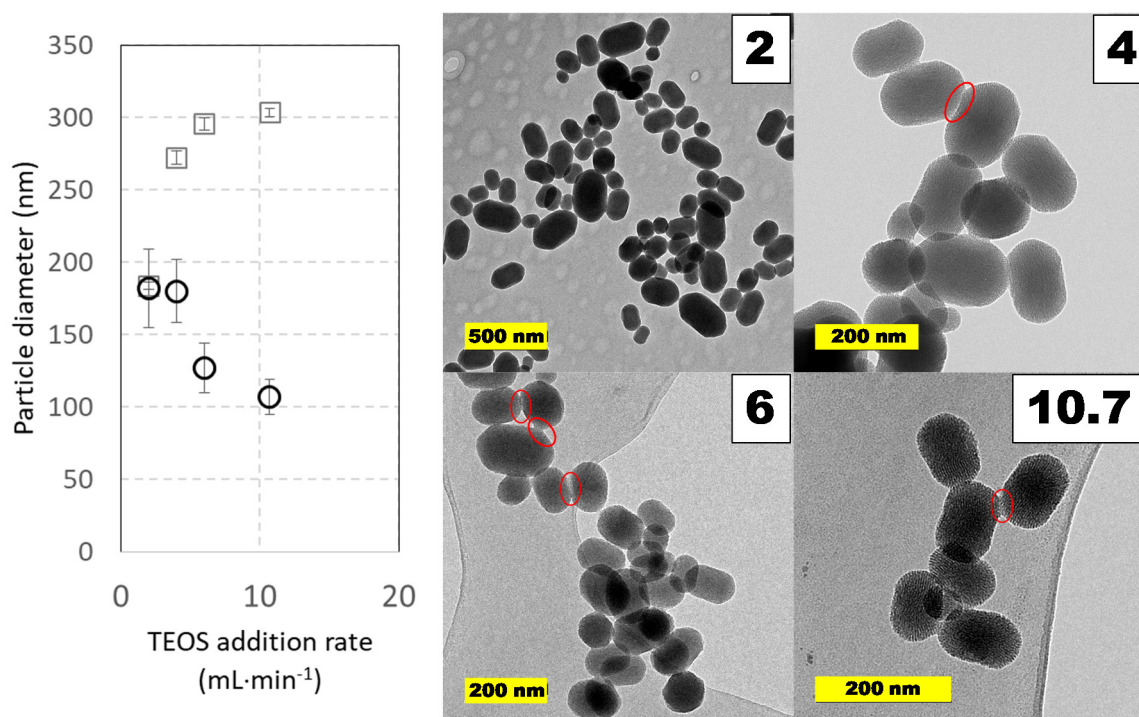 350
300
250
200
150
100
50
0
0 10 20
Particle diameter (nm)
TEOS addition rate
(mL·min⁻¹)
2
500 nm
4
200 nm
6
200 nm
10.7
200 nm